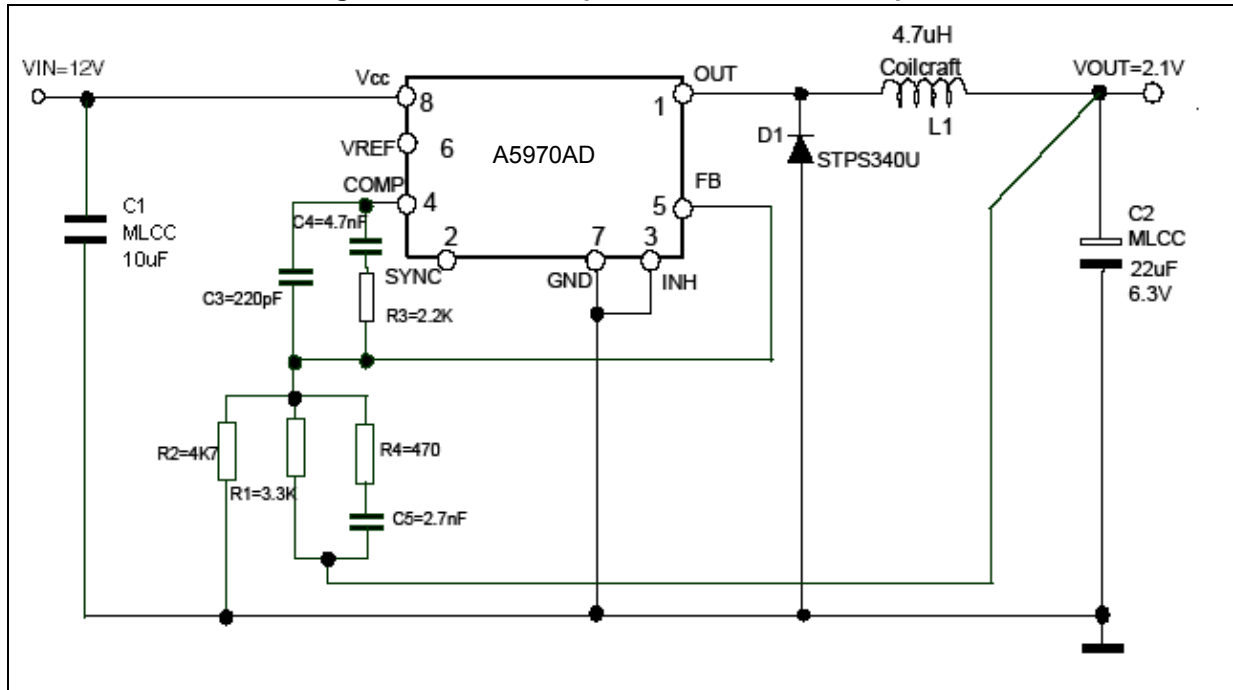 VIN=12V
Vcc
8
VREF
6
COMP
4
A5970AD
OUT
1
FB
5
2
SYNC
7
GND
3
INH
4.7uH
Coilcraft
L1
VOUT=2.1V
D1
STPS340U
C1
MLCC
10uF
C2
MLCC
22uF
6.3V
C4=4.7nF
C3=220pF
R3=2.2K
R2=4K7
R1=3.3K
R4=470
C5=2.7nF